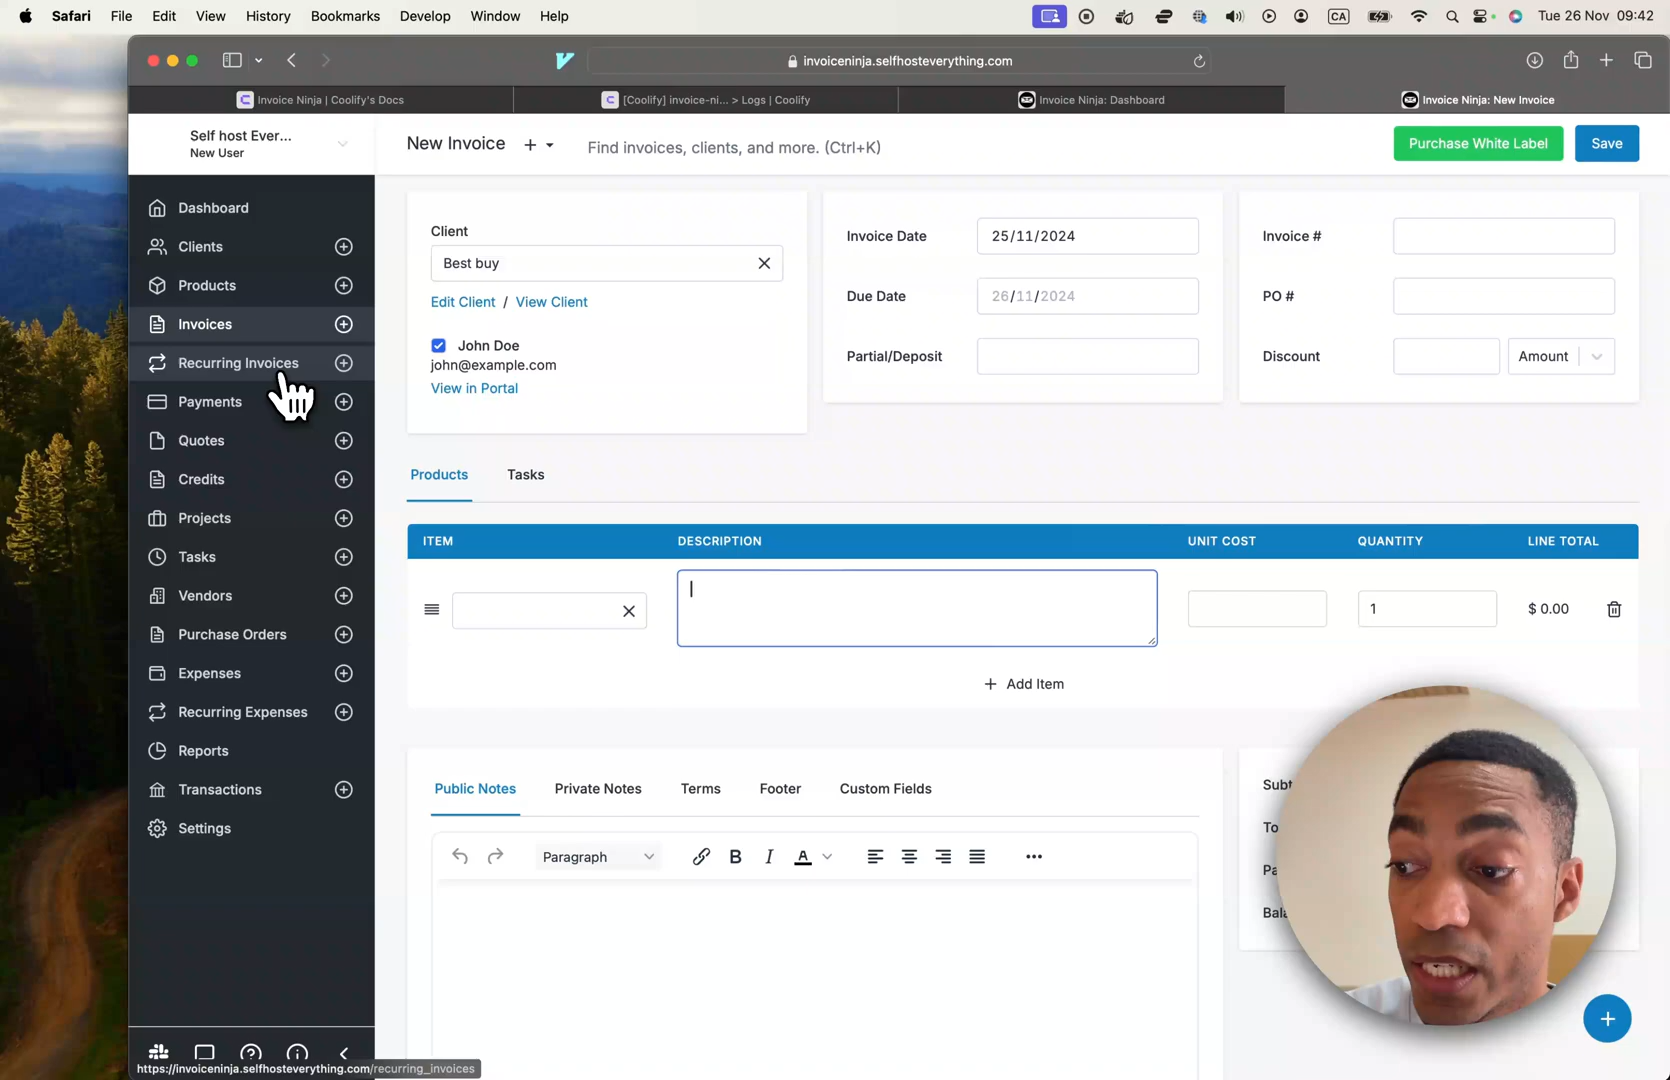 Safari File Edit View History Bookmarks Develop Window Help CA Tue 26 Nov 09:42
invoiceninja.selfhosteverything.com
Invoice Ninja | Coolify's Docs
[Coolify] invoice-ni... > Logs | Coolify
Invoice Ninja: Dashboard
Invoice Ninja: New Invoice
Self host Ever...
New User
New Invoice
Find invoices, clients, and more. (Ctrl+K)
Purchase White Label
Save
Dashboard
Clients
Products
Invoices
Recurring Invoices
Payments
Quotes
Credits
Projects
Tasks
Vendors
Purchase Orders
Expenses
Recurring Expenses
Reports
Transactions
Settings
https://invoiceninja.selfhosteverything.com/recurring_invoices
Client
Best buy
Edit Client / View Client
John Doe
john@example.com
View in Portal
Invoice Date 25/11/2024
Due Date 26/11/2024
Partial/Deposit
Invoice #
PO #
Discount Amount
Products Tasks
ITEM DESCRIPTION UNIT COST QUANTITY LINE TOTAL
1 $ 0.00
+ Add Item
Public Notes Private Notes Terms Footer Custom Fields
Paragraph B I A